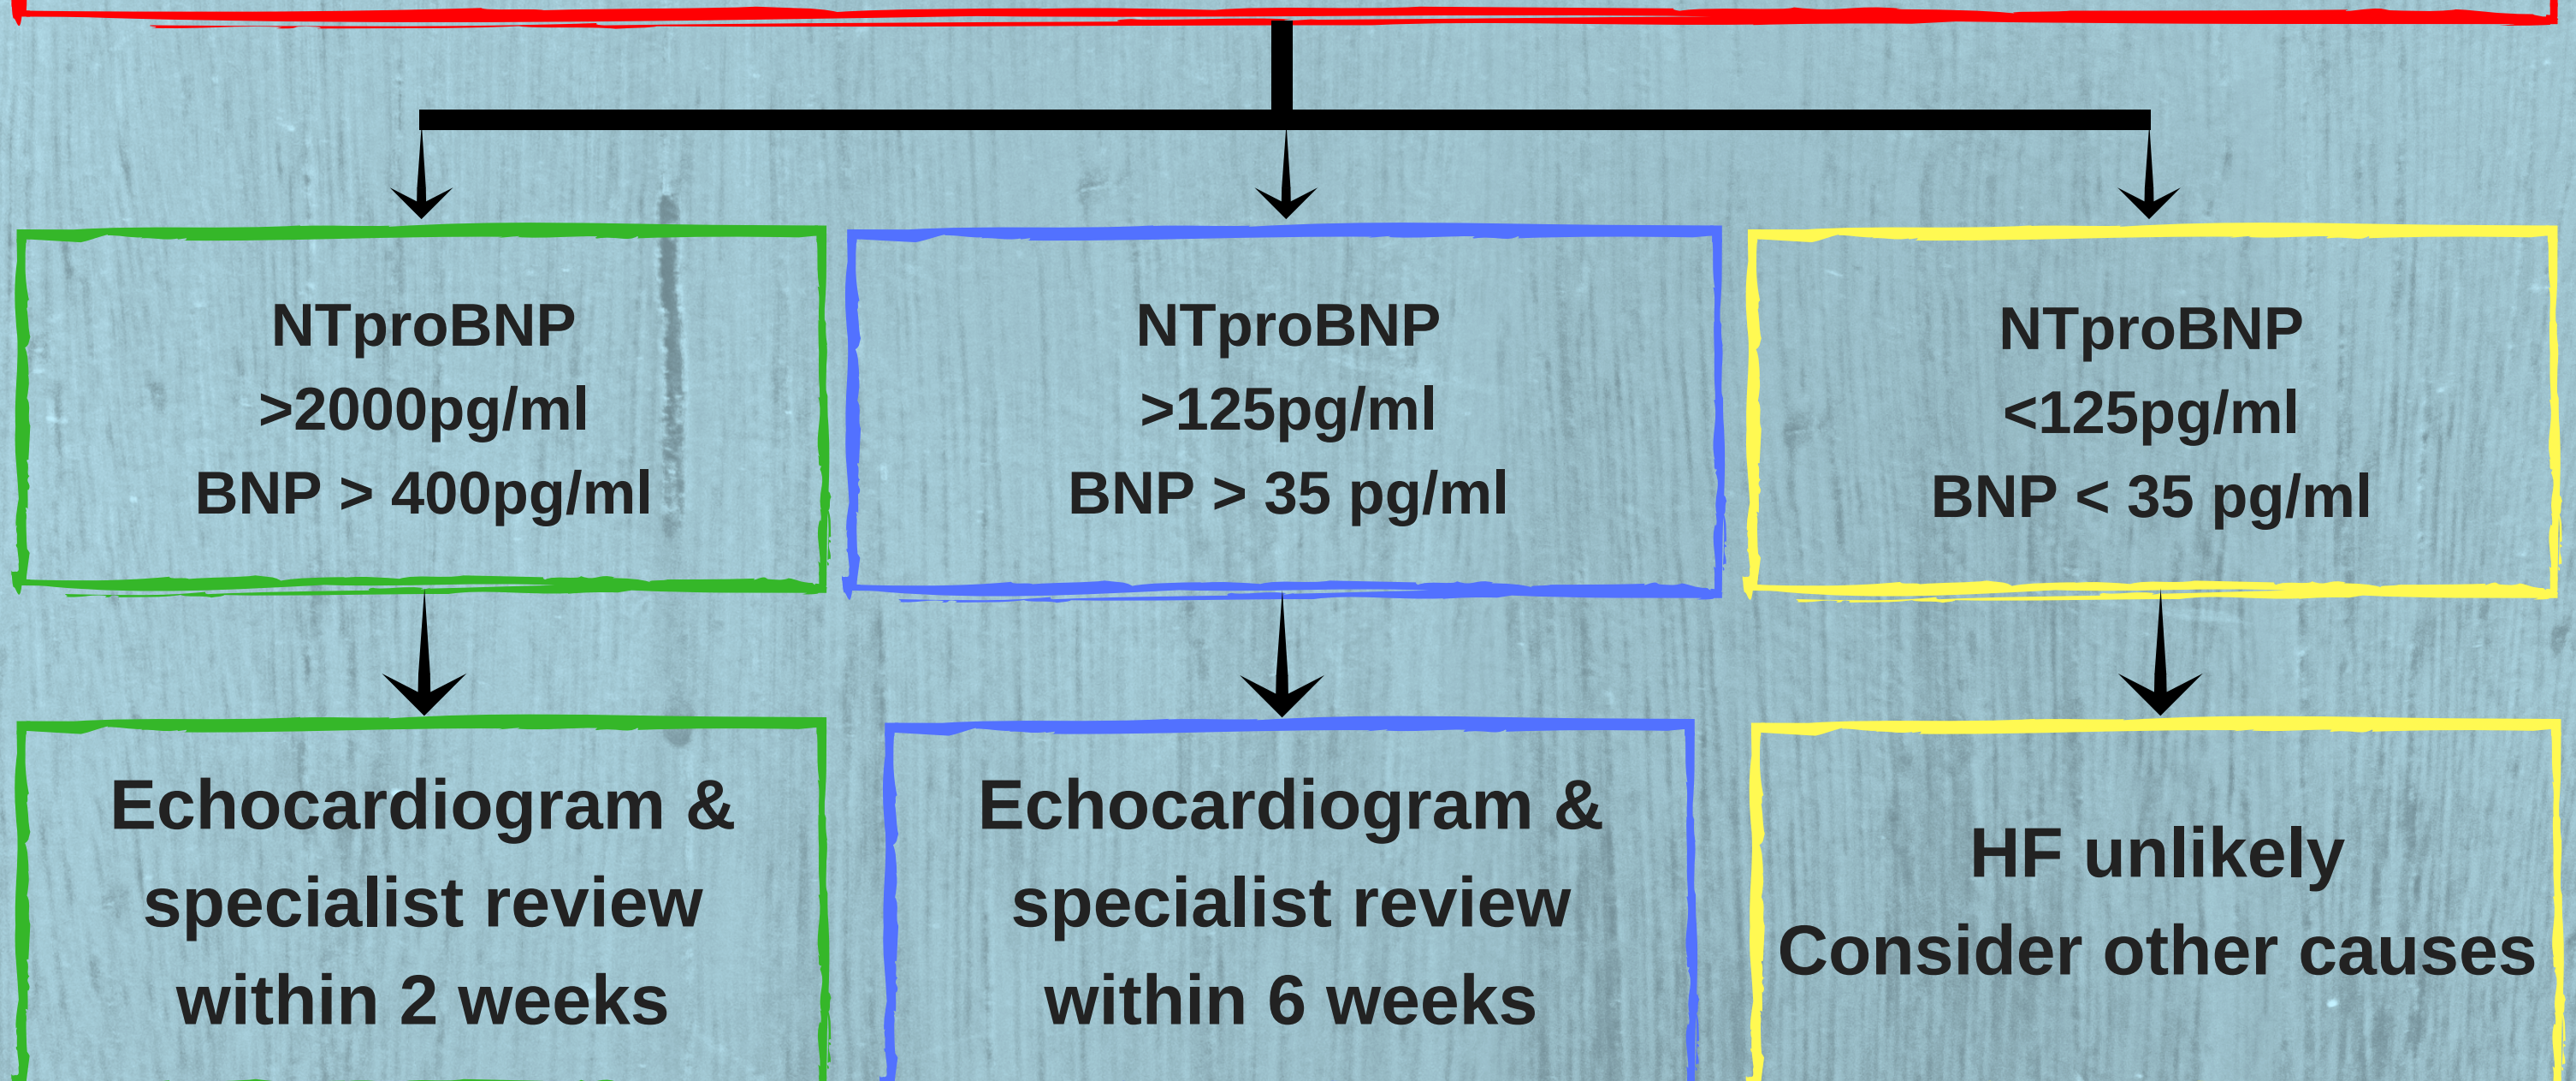 NTproBNP
>2000pg/ml
BNP > 400pg/ml
NTproBNP
>125pg/ml
BNP > 35 pg/ml
NTproBNP
<125pg/ml
BNP < 35 pg/ml
Echocardiogram &
specialist review
within 2 weeks
Echocardiogram &
specialist review
within 6 weeks
HF unlikely
Consider other causes